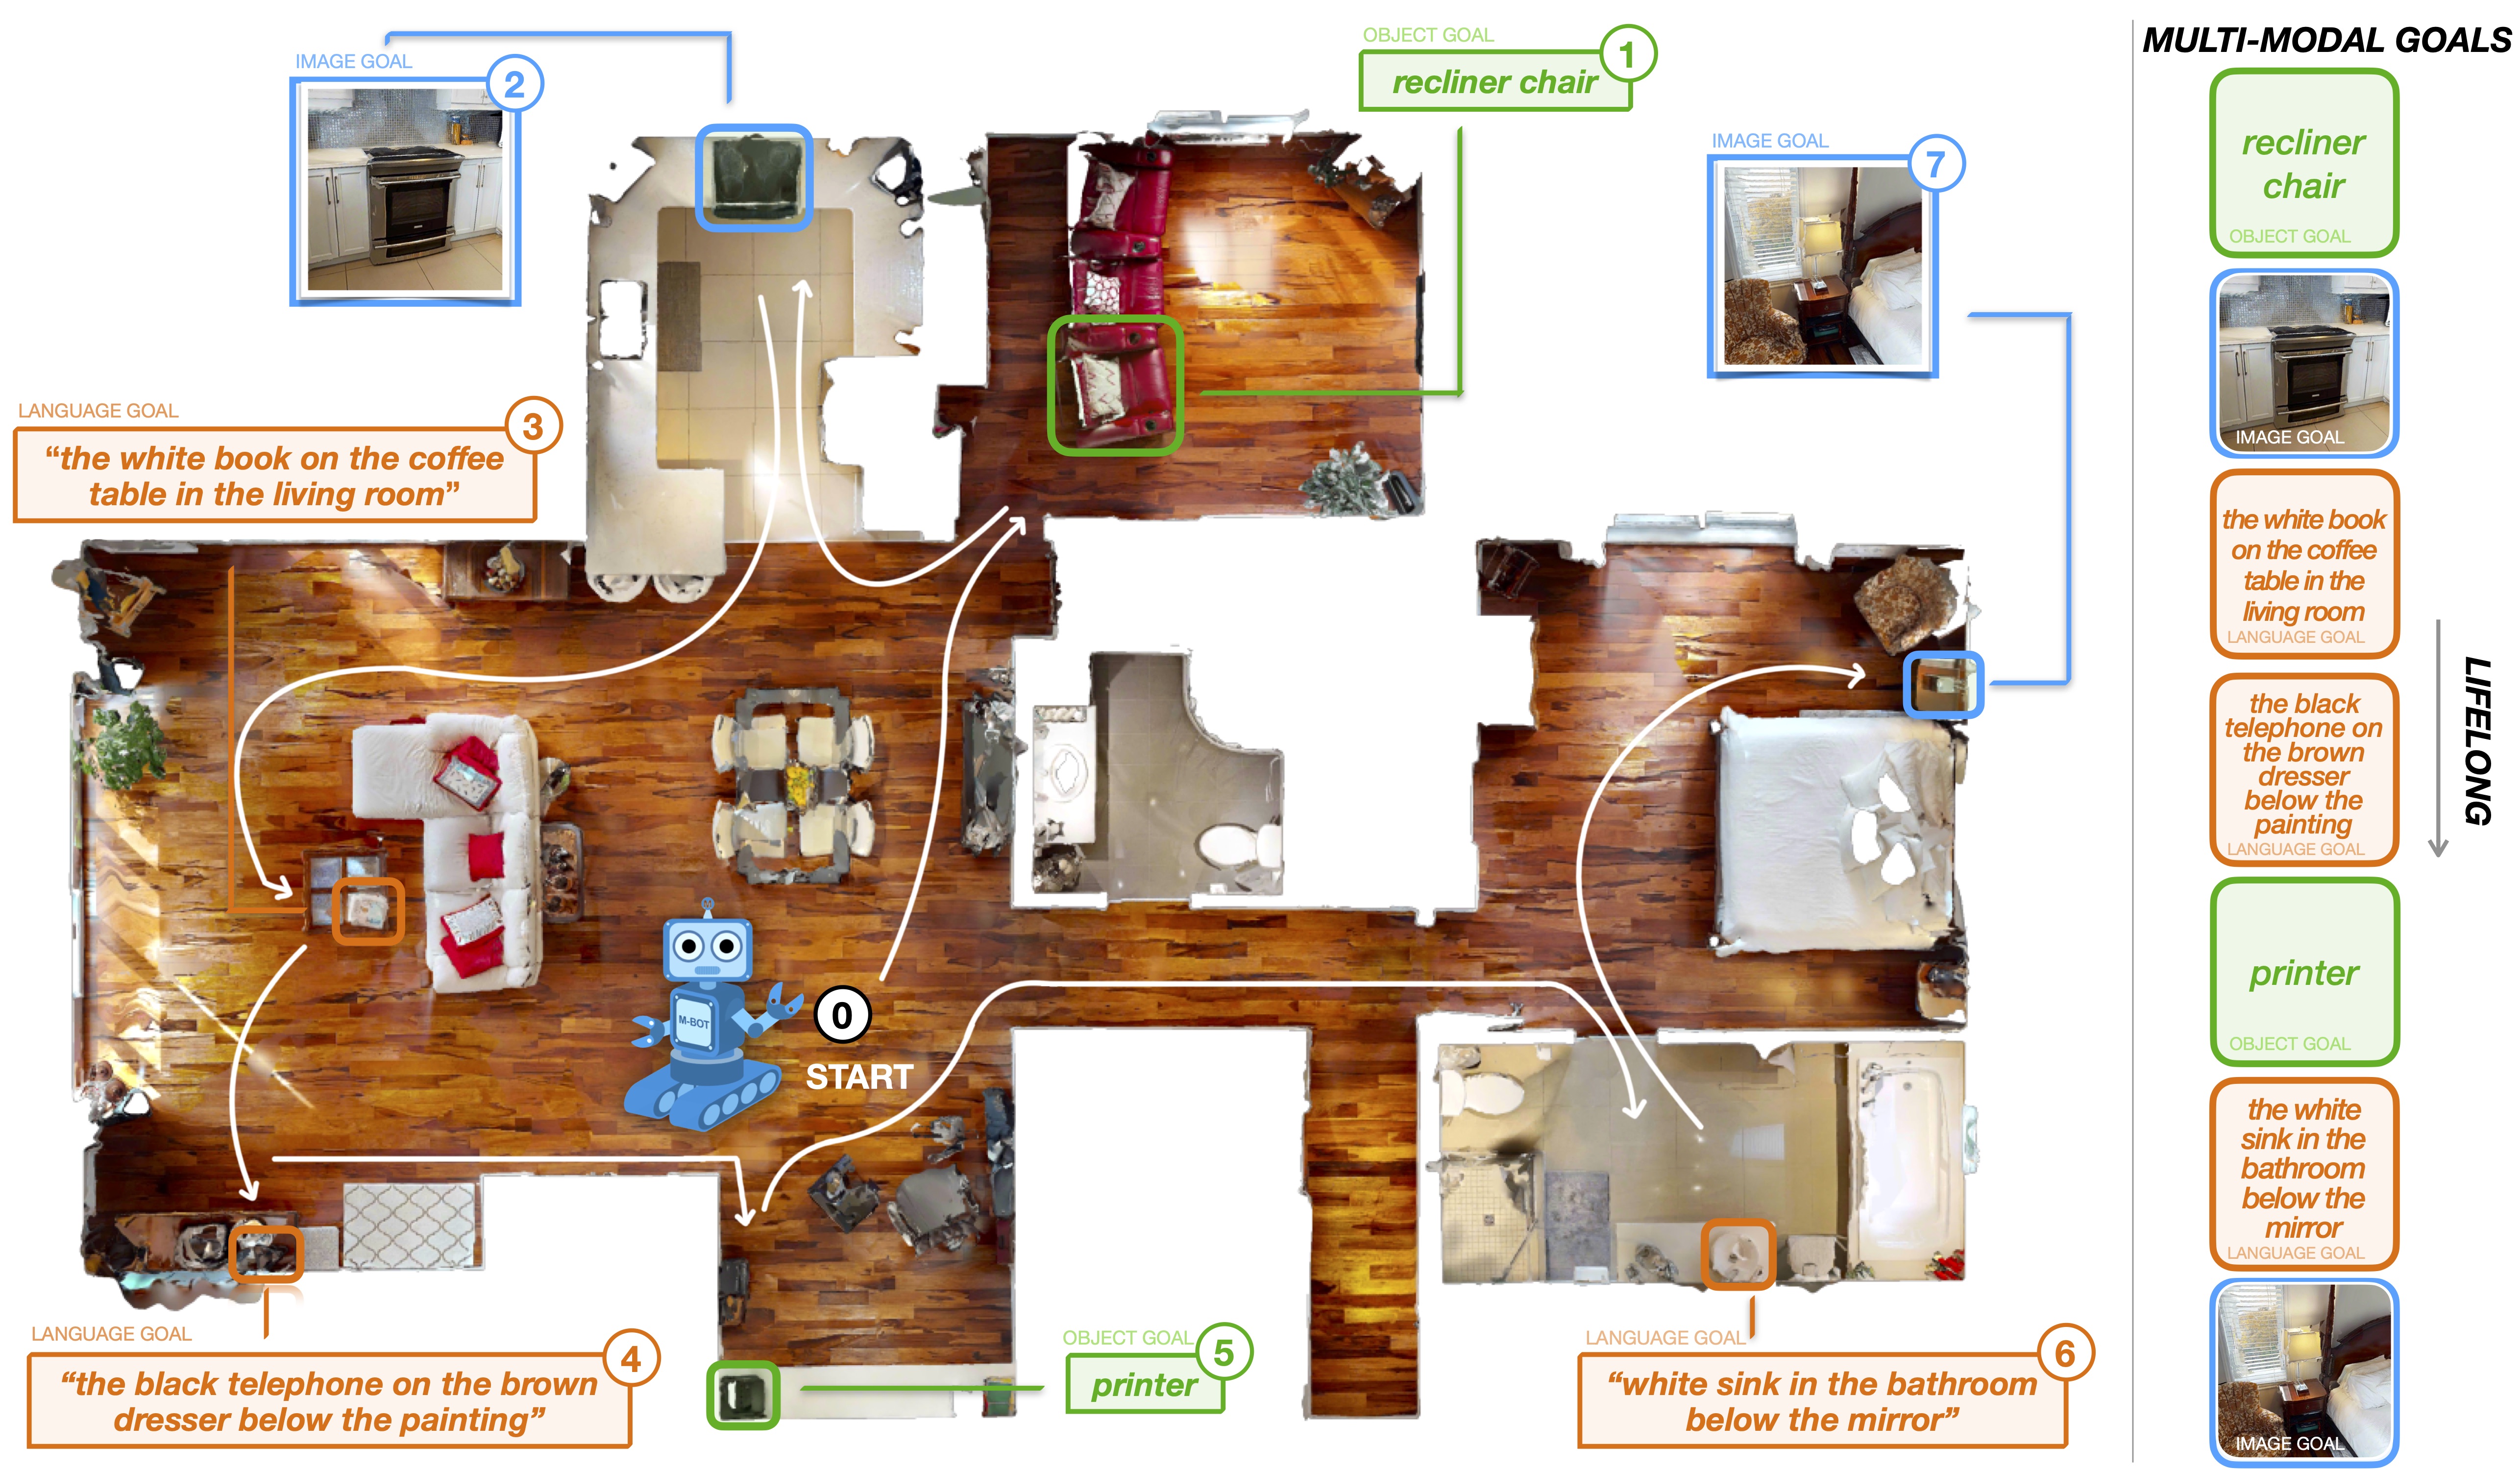 IMAGE GOAL
2
OBJECT GOAL
1
recliner chair
IMAGE GOAL
7
LANGUAGE GOAL
3
“the white book on the coffee
table in the living room”
M-BOT
0
START
LANGUAGE GOAL
4
“the black telephone on the brown
dresser below the painting”
OBJECT GOAL
5
printer
LANGUAGE GOAL
6
“white sink in the bathroom
below the mirror”
MULTI-MODAL GOALS
recliner
chair
OBJECT GOAL
IMAGE GOAL
the white book
on the coffee
table in the
living room
LANGUAGE GOAL
the black
telephone on
the brown
dresser
below the
painting
LANGUAGE GOAL
printer
OBJECT GOAL
the white
sink in the
bathroom
below the
mirror
LANGUAGE GOAL
IMAGE GOAL
LIFELONG